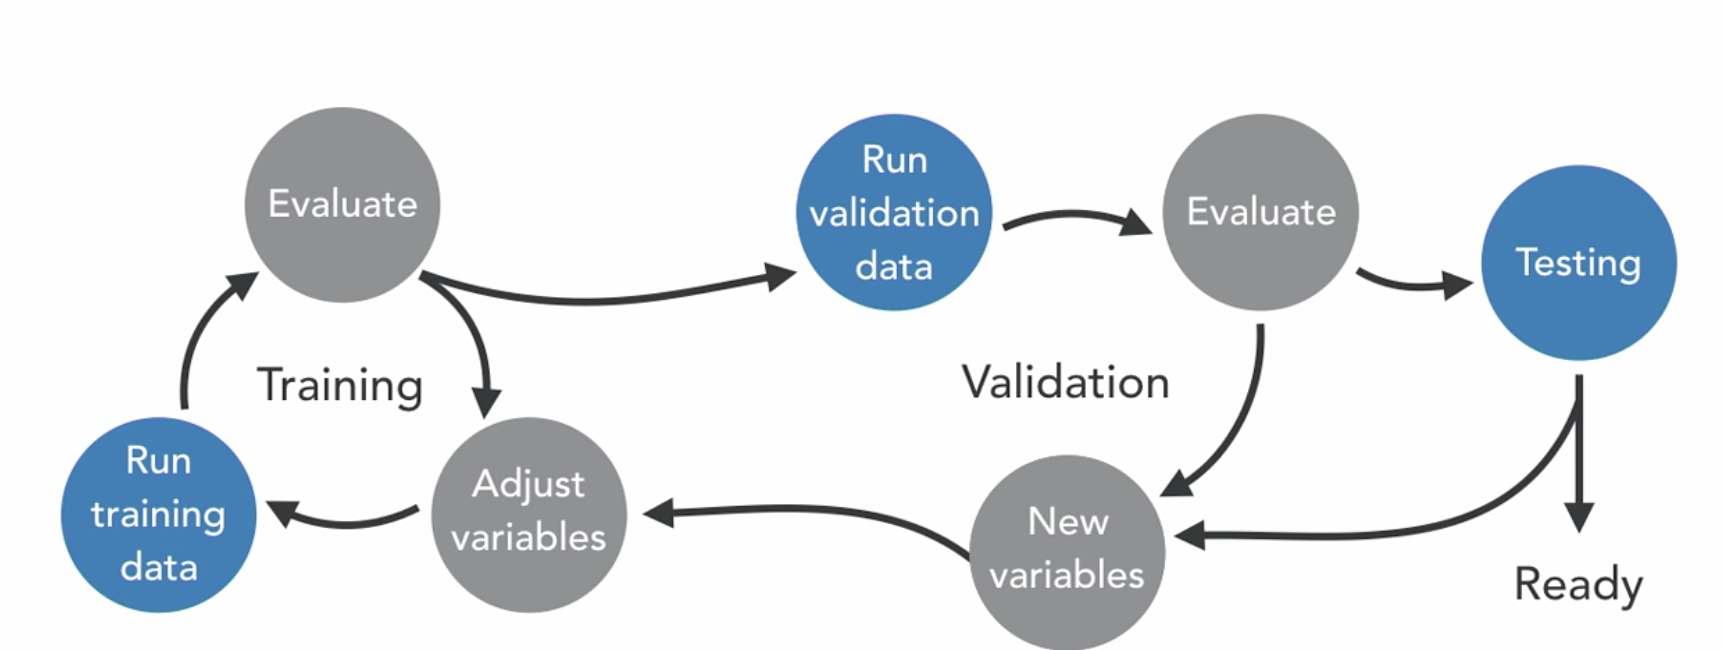 Evaluate
Run
validation
data
Evaluate
Testing
Training
Validation
Run
training
data
Adjust
variables
New
variables
Ready